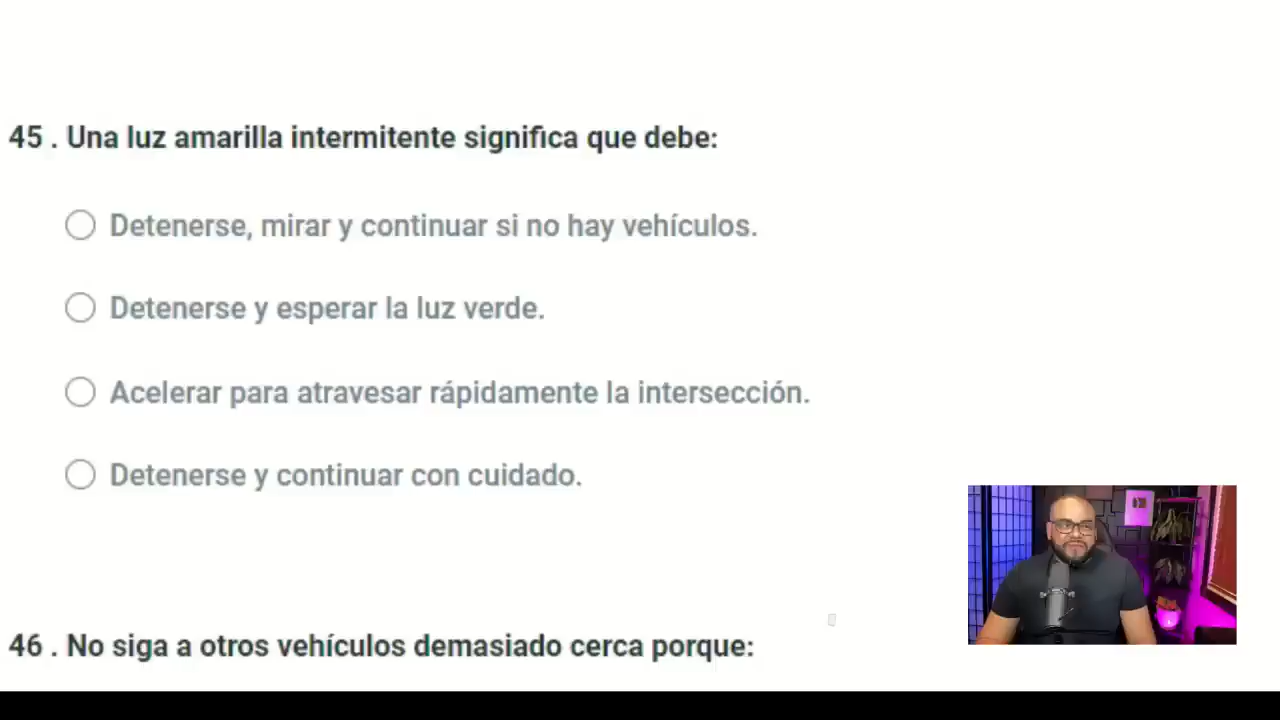 45 . Una luz amarilla intermitente significa que debe:
Detenerse, mirar y continuar si no hay vehículos.
Detenerse y esperar la luz verde.
Acelerar para atravesar rápidamente la intersección.
Detenerse y continuar con cuidado.
46 . No siga a otros vehículos demasiado cerca porque: